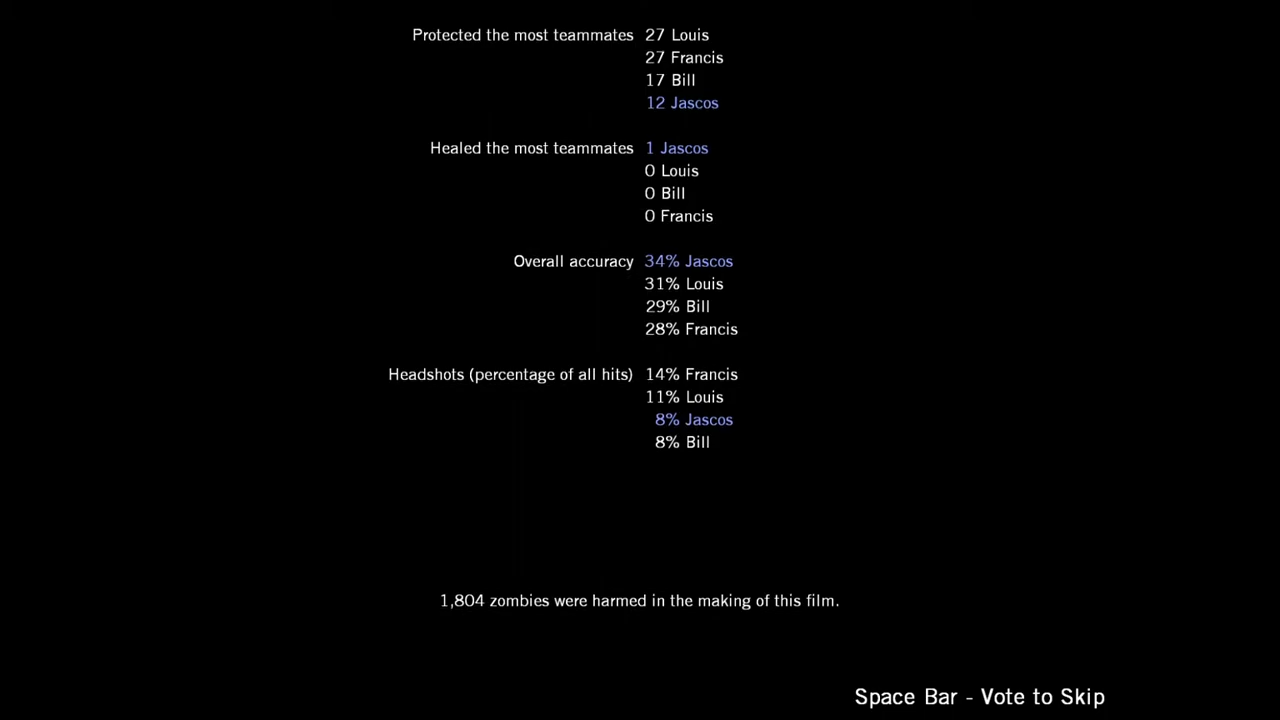 Protected the most teammates 27 Louis
27 Francis
17 Bill
12 Jascos
Healed the most teammates 1 Jascos
0 Louis
0 Bill
0 Francis
Overall accuracy 34% Jascos
31% Louis
29% Bill
28% Francis
Headshots (percentage of all hits) 14% Francis
11% Louis
8% Jascos
8% Bill
1,804 zombies were harmed in the making of this film.
Space Bar - Vote to Skip